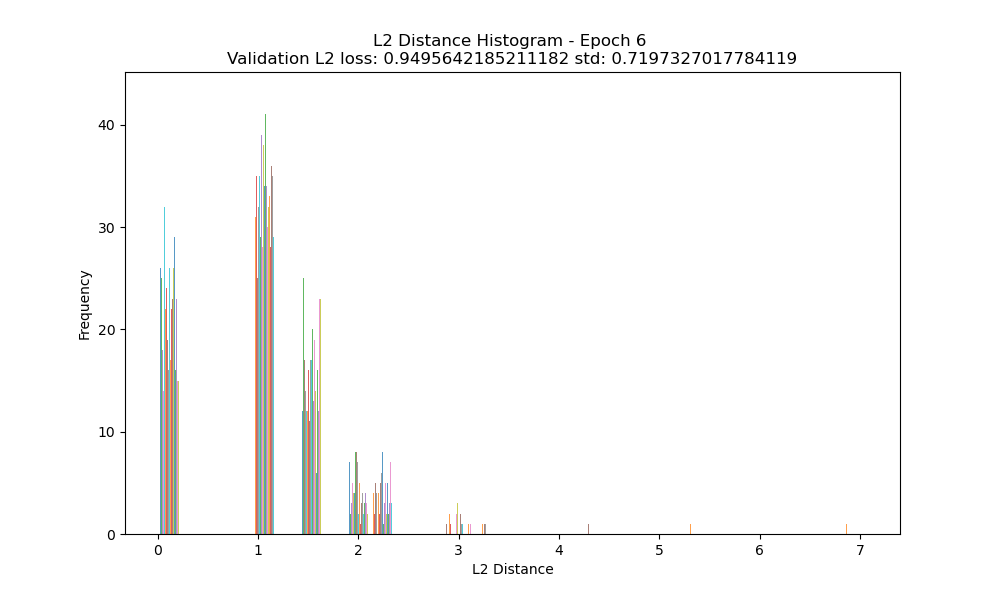 L2 Distance Histogram - Epoch 6
Validation L2 loss: 0.9495642185211182 std: 0.7197327017784119
40
30
20
10
0
Frequency
0 1 2 3 4 5 6 7
L2 Distance